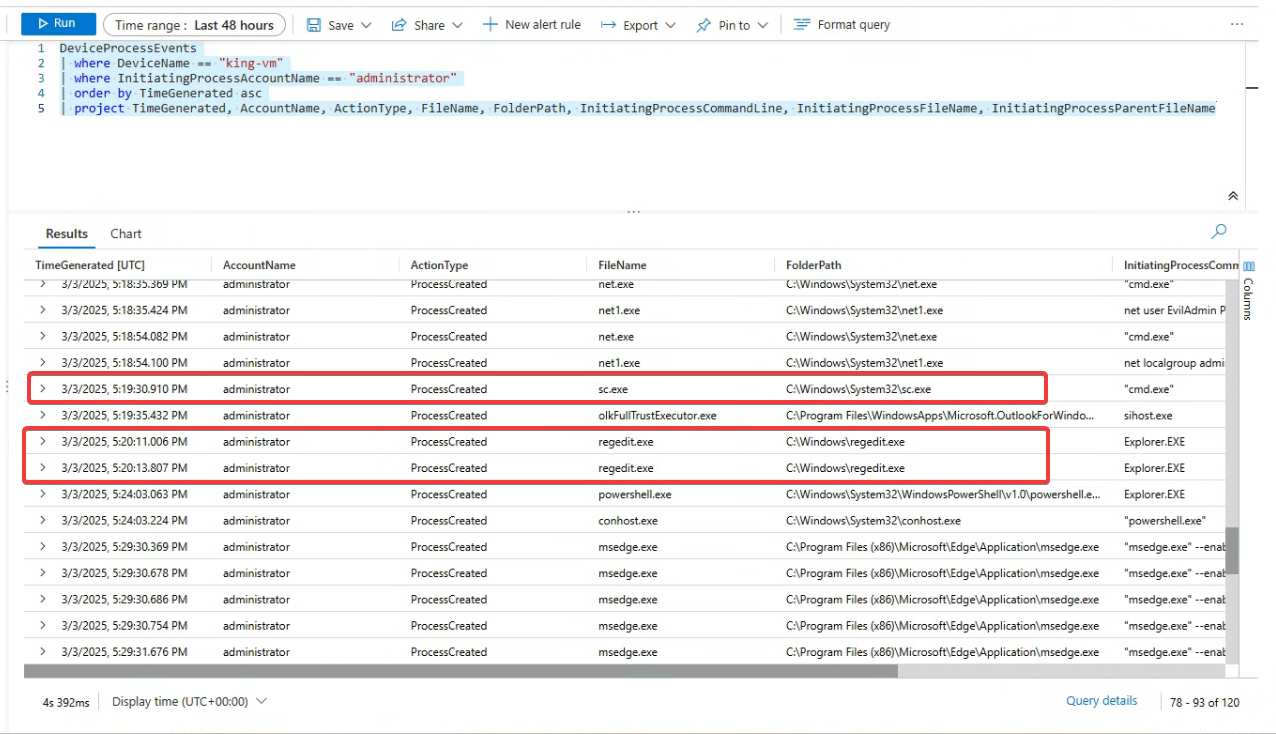 Run Time range : Last 48 hours Save Share New alert rule Export Pin to Format query ...
1 DeviceProcessEvents
2 | where DeviceName == "king-vm"
3 | where InitiatingProcessAccountName == "administrator"
4 | order by TimeGenerated asc
5 | project TimeGenerated, AccountName, ActionType, FileName, FolderPath, InitiatingProcessCommandLine, InitiatingProcessFileName, InitiatingProcessParentFileName
Results Chart
TimeGenerated [UTC] AccountName ActionType FileName FolderPath InitiatingProcessComm
Columns
3/3/2025, 5:18:35.369 PM administrator ProcessCreated net.exe C:\Windows\System32\net.exe "cmd.exe"
3/3/2025, 5:18:35.424 PM administrator ProcessCreated net1.exe C:\Windows\System32\net1.exe net user EvilAdmin P
3/3/2025, 5:18:54.082 PM administrator ProcessCreated net.exe C:\Windows\System32\net.exe "cmd.exe"
3/3/2025, 5:18:54.100 PM administrator ProcessCreated net1.exe C:\Windows\System32\net1.exe net localgroup admi
3/3/2025, 5:19:30.910 PM administrator ProcessCreated sc.exe C:\Windows\System32\sc.exe "cmd.exe"
3/3/2025, 5:19:35.432 PM administrator ProcessCreated olkFullTrustExecutor.exe C:\Program Files\WindowsApps\Microsoft.OutlookForWindo... sihost.exe
3/3/2025, 5:20:11.006 PM administrator ProcessCreated regedit.exe C:\Windows\regedit.exe Explorer.EXE
3/3/2025, 5:20:13.807 PM administrator ProcessCreated regedit.exe C:\Windows\regedit.exe Explorer.EXE
3/3/2025, 5:24:03.063 PM administrator ProcessCreated powershell.exe C:\Windows\System32\WindowsPowerShell\v1.0\powershell.e... Explorer.EXE
3/3/2025, 5:24:03.224 PM administrator ProcessCreated conhost.exe C:\Windows\System32\conhost.exe "powershell.exe"
3/3/2025, 5:29:30.369 PM administrator ProcessCreated msedge.exe C:\Program Files (x86)\Microsoft\Edge\Application\msedge.exe "msedge.exe" --enab
3/3/2025, 5:29:30.678 PM administrator ProcessCreated msedge.exe C:\Program Files (x86)\Microsoft\Edge\Application\msedge.exe "msedge.exe" --enab
3/3/2025, 5:29:30.686 PM administrator ProcessCreated msedge.exe C:\Program Files (x86)\Microsoft\Edge\Application\msedge.exe "msedge.exe" --enab
3/3/2025, 5:29:30.754 PM administrator ProcessCreated msedge.exe C:\Program Files (x86)\Microsoft\Edge\Application\msedge.exe "msedge.exe" --enab
3/3/2025, 5:29:31.676 PM administrator ProcessCreated msedge.exe C:\Program Files (x86)\Microsoft\Edge\Application\msedge.exe "msedge.exe" --enab
4s 392ms Display time (UTC+00:00) Query details 78 - 93 of 120